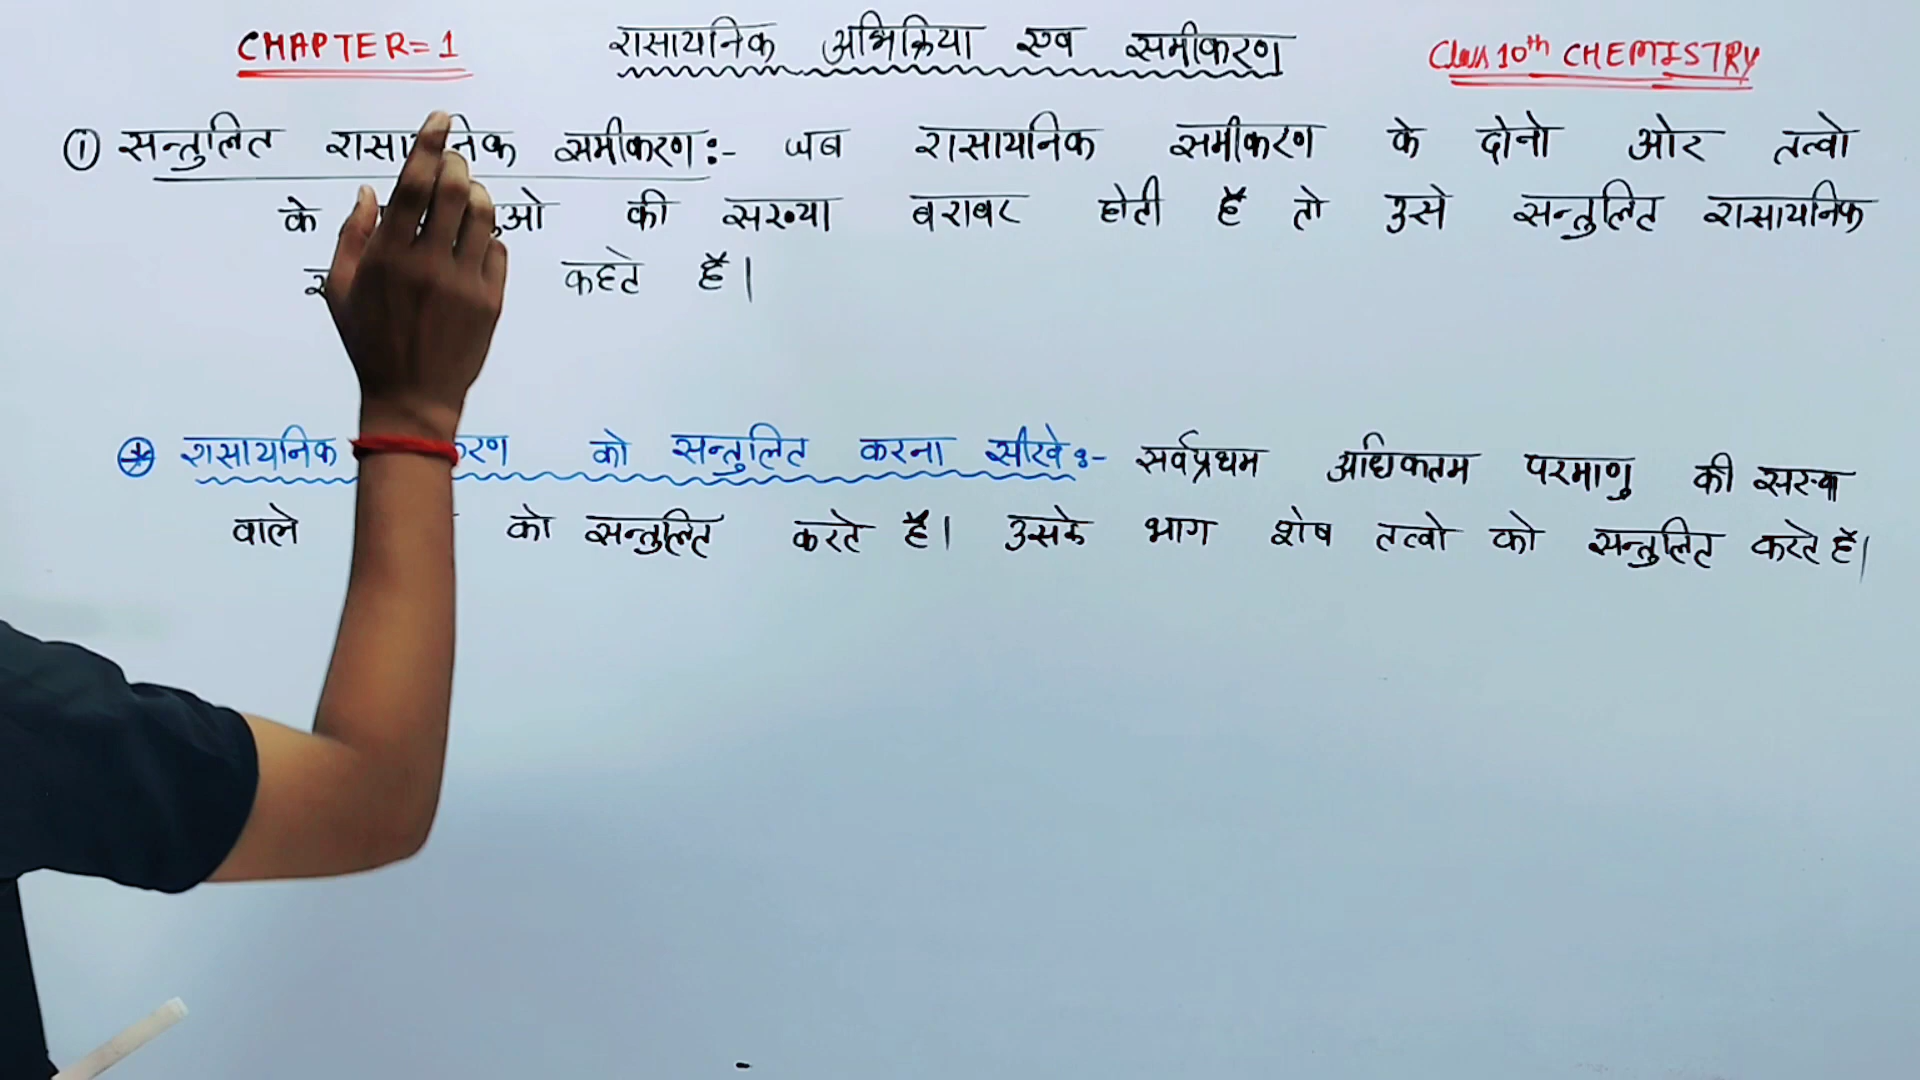 CHAPTER=1 रासायनिक अभिक्रिया एव समीकरण Class 10th CHEMISTRY
① सन्तुलित रासायनिक समीकरण:- जब रासायनिक समीकरण के दोनो ओर तत्वो
के की सख्या बराबर होती हैं तो उसे सन्तुलित रासायनिक
कहते हैं।
रासायनिक को सन्तुलित करना सीखे:- सर्वप्रथम अधिकतम परमाणु की
वाले को सन्तुलित करते हैं। उसके भाग शेष तत्वो को सन्तुलित करते हैं।